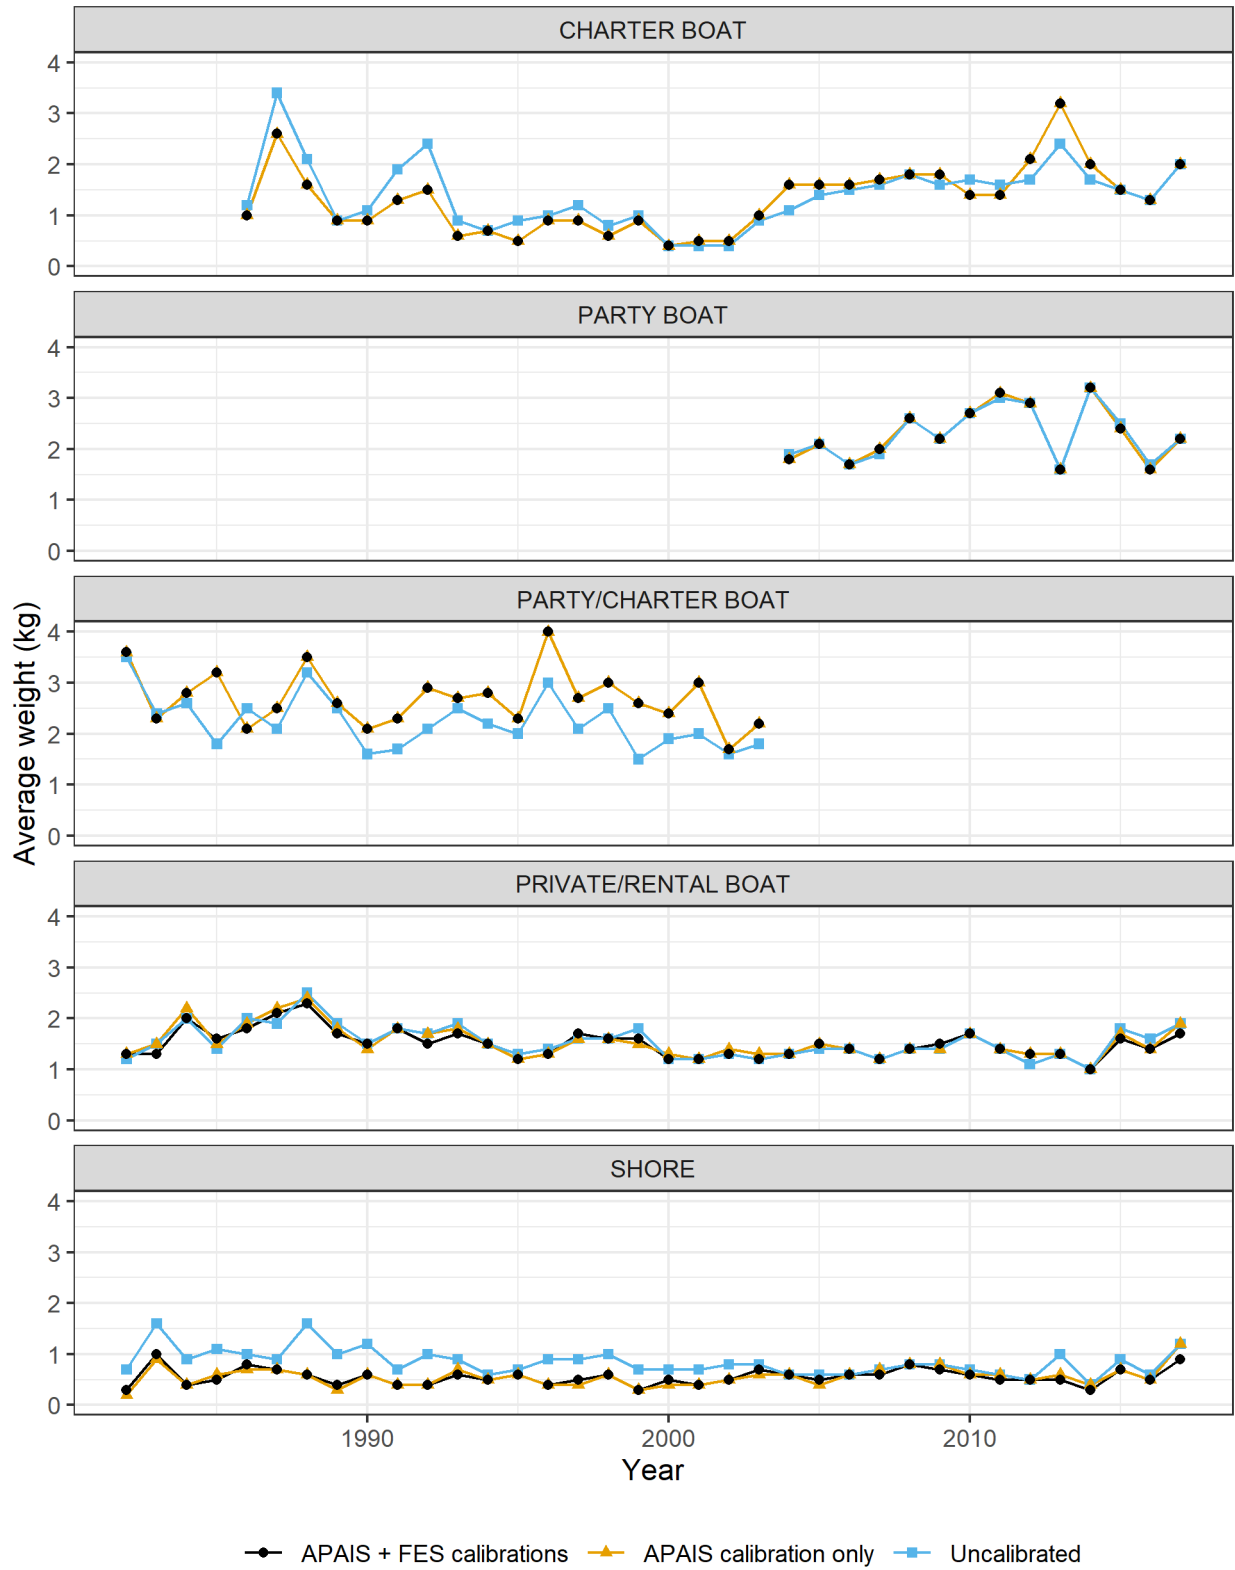 CHARTER BOAT
4
3
2
1
0
PARTY BOAT
4
3
2
1
0
PARTY/CHARTER BOAT
4
3
2
1
0
Average weight (kg)
PRIVATE/RENTAL BOAT
4
3
2
1
0
SHORE
4
3
2
1
0
1990 2000 2010
Year
APAIS + FES calibrations APAIS calibration only Uncalibrated